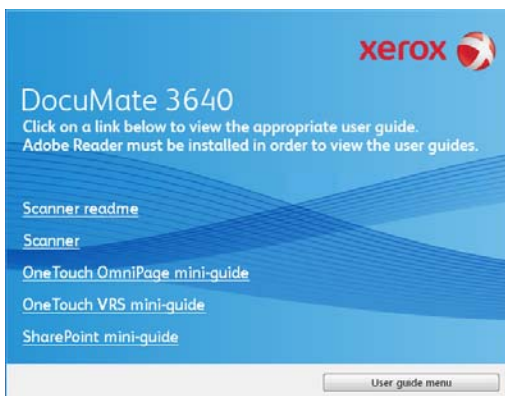 xerox
DocuMate 3640
Click on a link below to view the appropriate user guide.
Adobe Reader must be installed in order to view the user guides.
Scanner readme
Scanner
OneTouch OmniPage mini-guide
OneTouch VRS mini-guide
SharePoint mini-guide
User guide menu